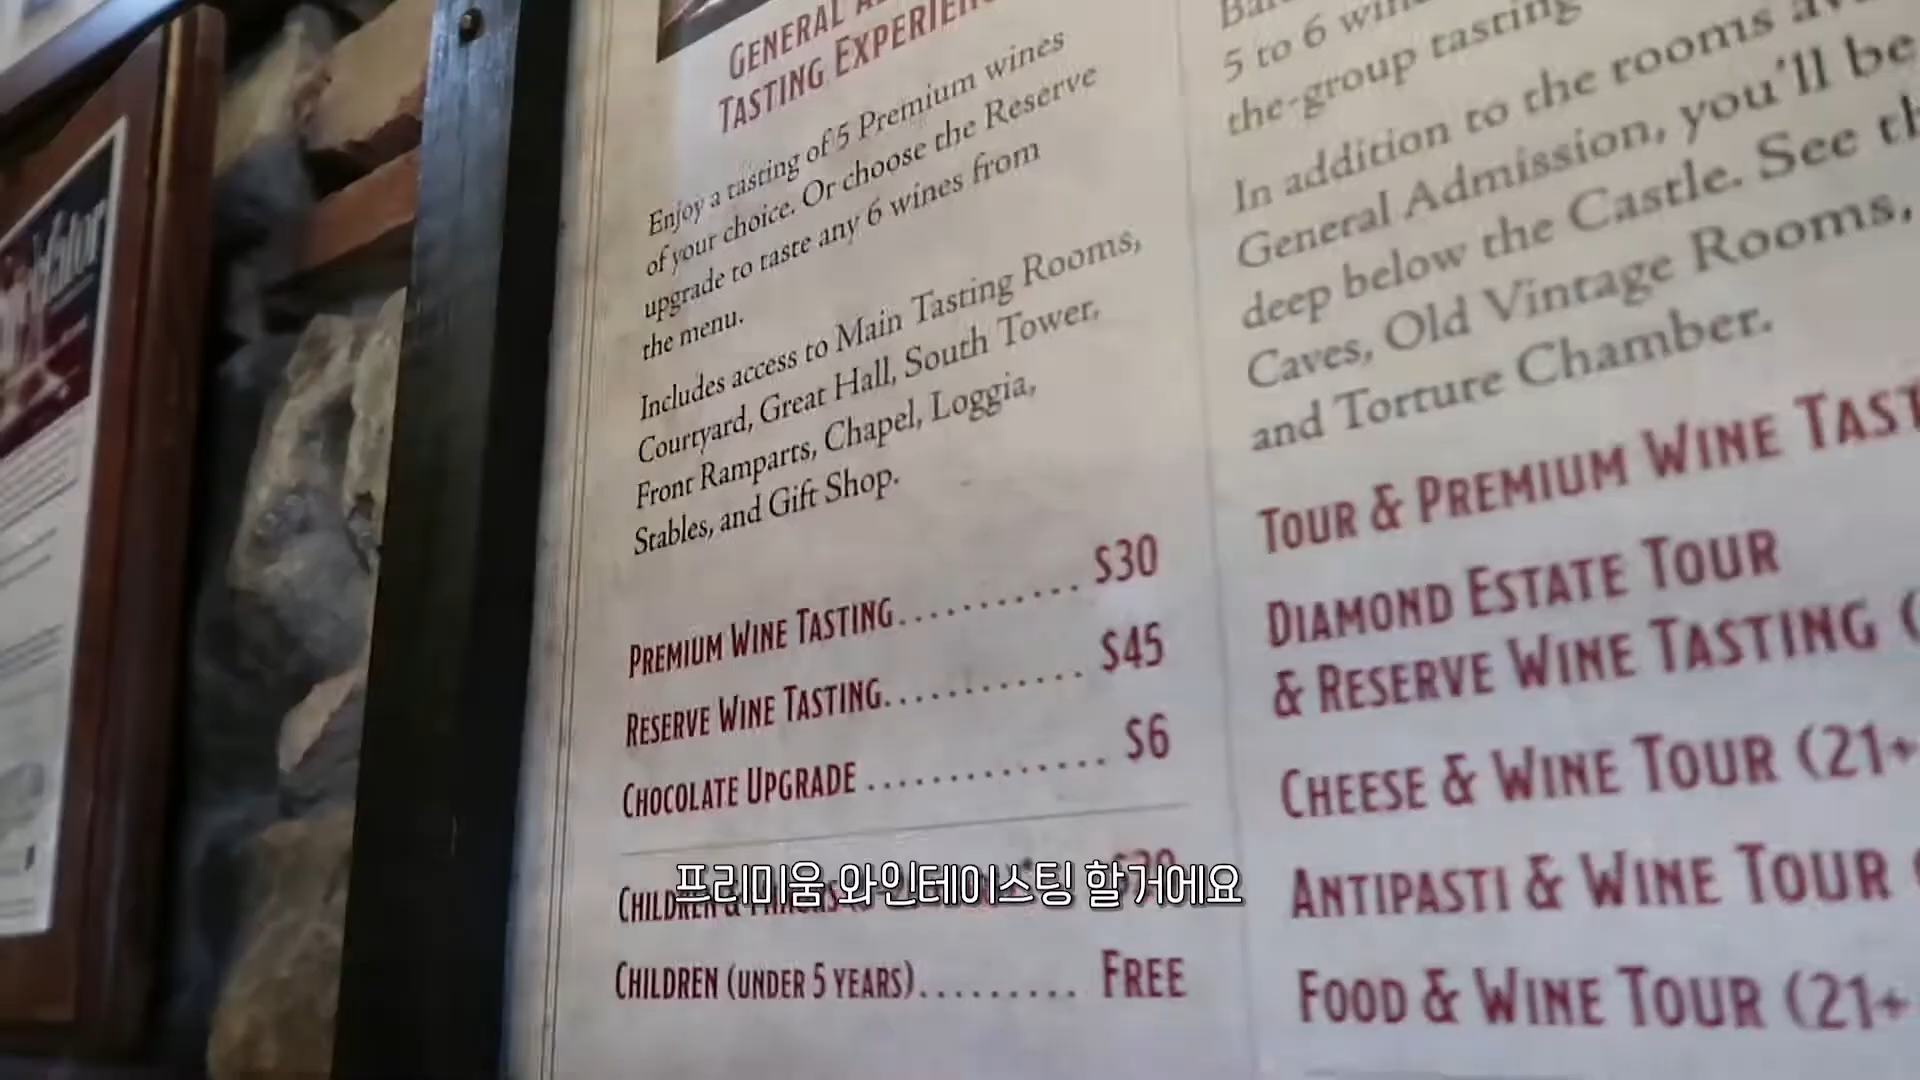 GENERAL
TASTING
Enjoy a tasting of 5 Premium wines
of your choice. Or choose the Reserve
upgrade to taste any 6 wines from
the menu.
Includes access to Main Tasting Rooms,
Courtyard, Great Hall, South Tower,
Front Ramparts, Chapel, Loggia,
Stables, and Gift Shop.
PREMIUM WINE TASTING........... $30
RESERVE WINE TASTING............ $45
CHOCOLATE UPGRADE .............. $6
CHILDREN &
CHILDREN (UNDER 5 YEARS)......... FREE
5 to 6
the-group tasting
In addition to the rooms
General Admission, you'll be
deep below the Castle. See
Caves, Old Vintage Rooms,
and Torture Chamber.
TOUR & PREMIUM WINE
DIAMOND ESTATE TOUR
& RESERVE WINE TASTING (
CHEESE & WINE TOUR (21+
ANTIPASTI & WINE TOUR
FOOD & WINE TOUR (21+
프리미움 와인테이스팅 할거에요